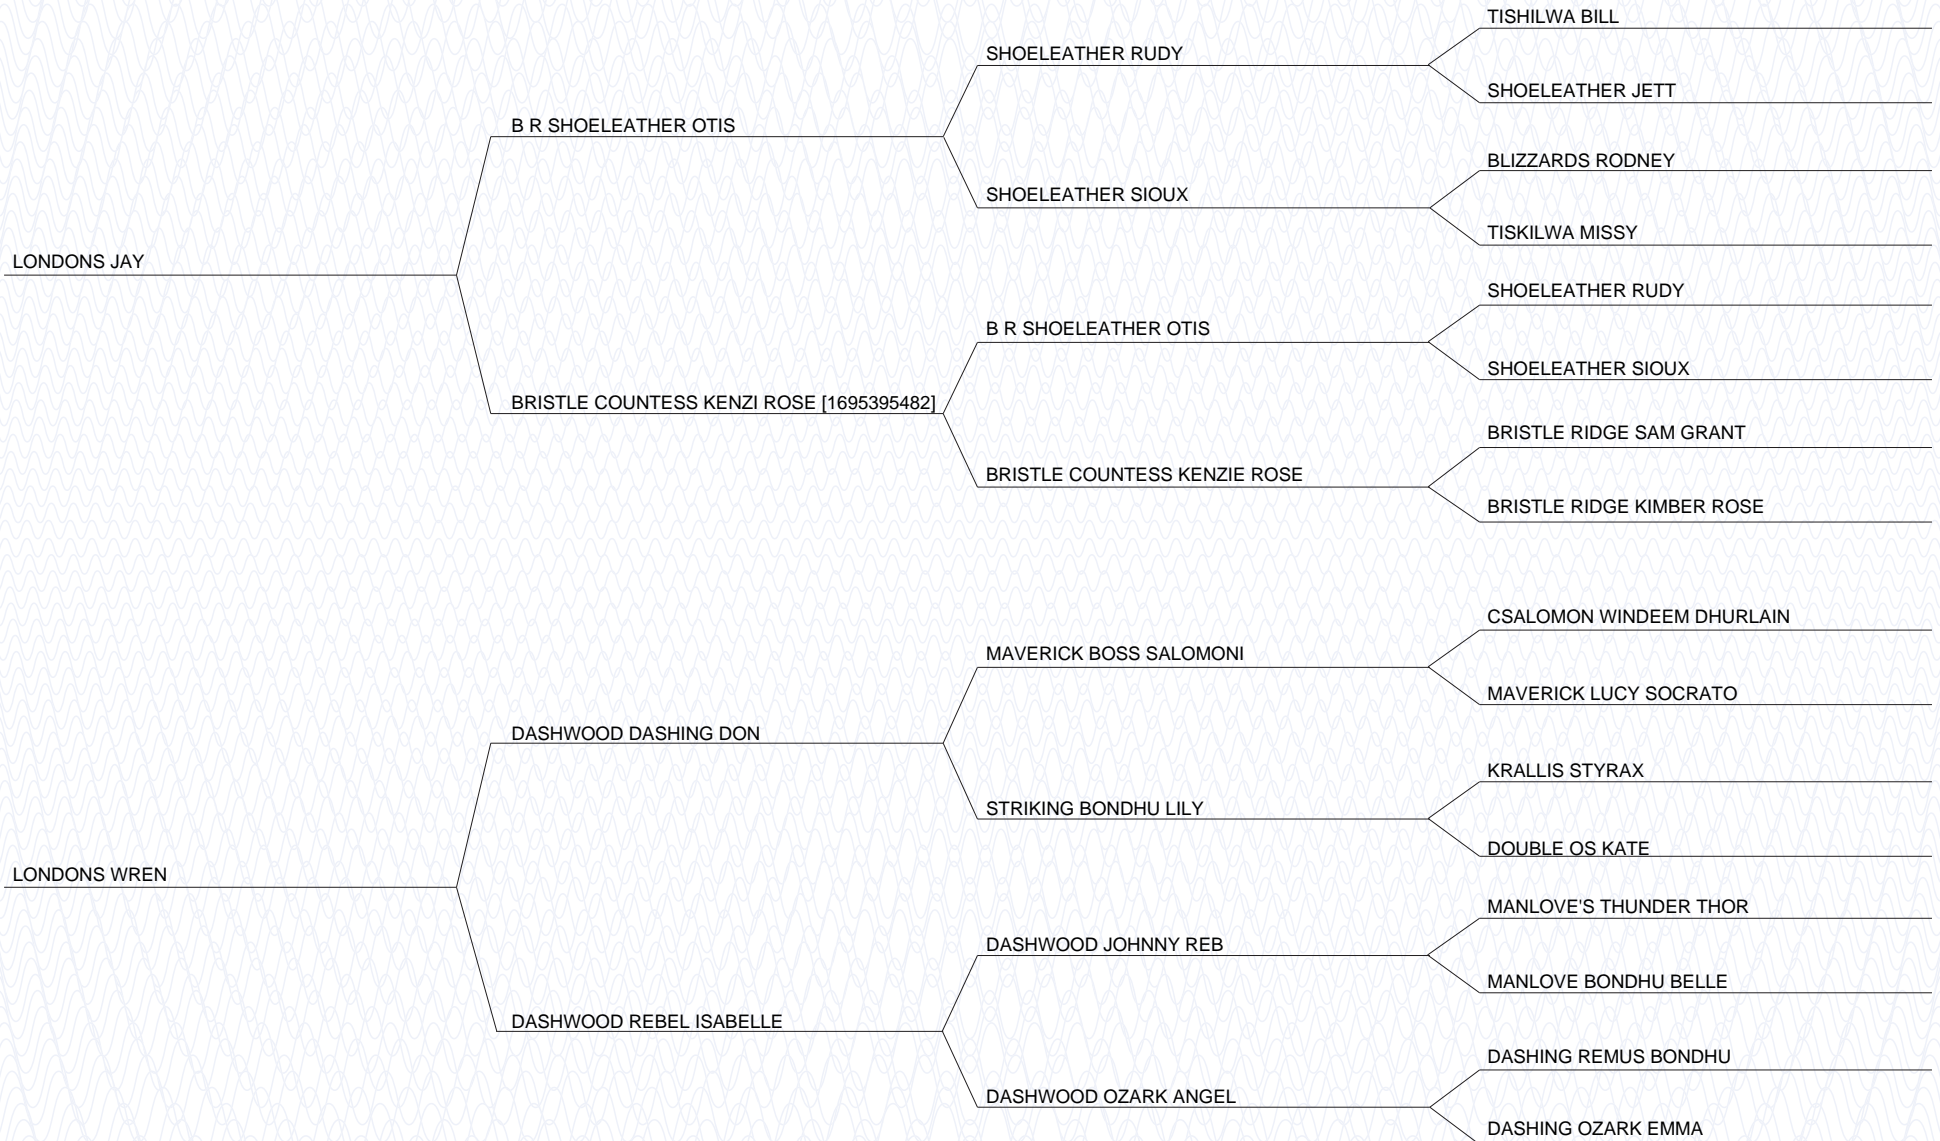 TISHILWA BILL
SHOELEATHER RUDY
SHOELEATHER JETT
B R SHOELEATHER OTIS
BLIZZARDS RODNEY
SHOELEATHER SIOUX
TISKILWA MISSY
LONDONS JAY
SHOELEATHER RUDY
B R SHOELEATHER OTIS
SHOELEATHER SIOUX
BRISTLE COUNTESS KENZI ROSE [1695395482]
BRISTLE RIDGE SAM GRANT
BRISTLE COUNTESS KENZIE ROSE
BRISTLE RIDGE KIMBER ROSE
CSALOMON WINDEEM DHURLAIN
MAVERICK BOSS SALOMONI
MAVERICK LUCY SOCRATO
DASHWOOD DASHING DON
KRALLIS STYRAX
STRIKING BONDHU LILY
DOUBLE OS KATE
LONDONS WREN
MANLOVE'S THUNDER THOR
DASHWOOD JOHNNY REB
MANLOVE BONDHU BELLE
DASHWOOD REBEL ISABELLE
DASHING REMUS BONDHU
DASHWOOD OZARK ANGEL
DASHING OZARK EMMA